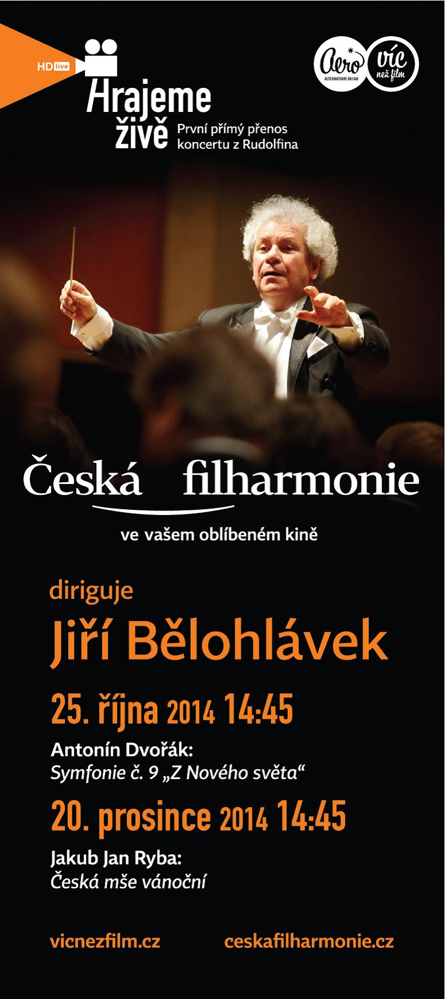 HD live
Aero
ALTERNATIVNÍ OBSAH
víc
než film
Hrajeme
živě
První přímý přenos
koncertu z Rudolfina
Česká filharmonie
ve vašem oblíbeném kině
diriguje
Jiří Bělohlávek
25. října 2014 14:45
Antonín Dvořák:
Symfonie č. 9 „Z Nového světa“
20. prosince 2014 14:45
Jakub Jan Ryba:
Česká mše vánoční
vicnezfilm.cz ceskafilharmonie.cz